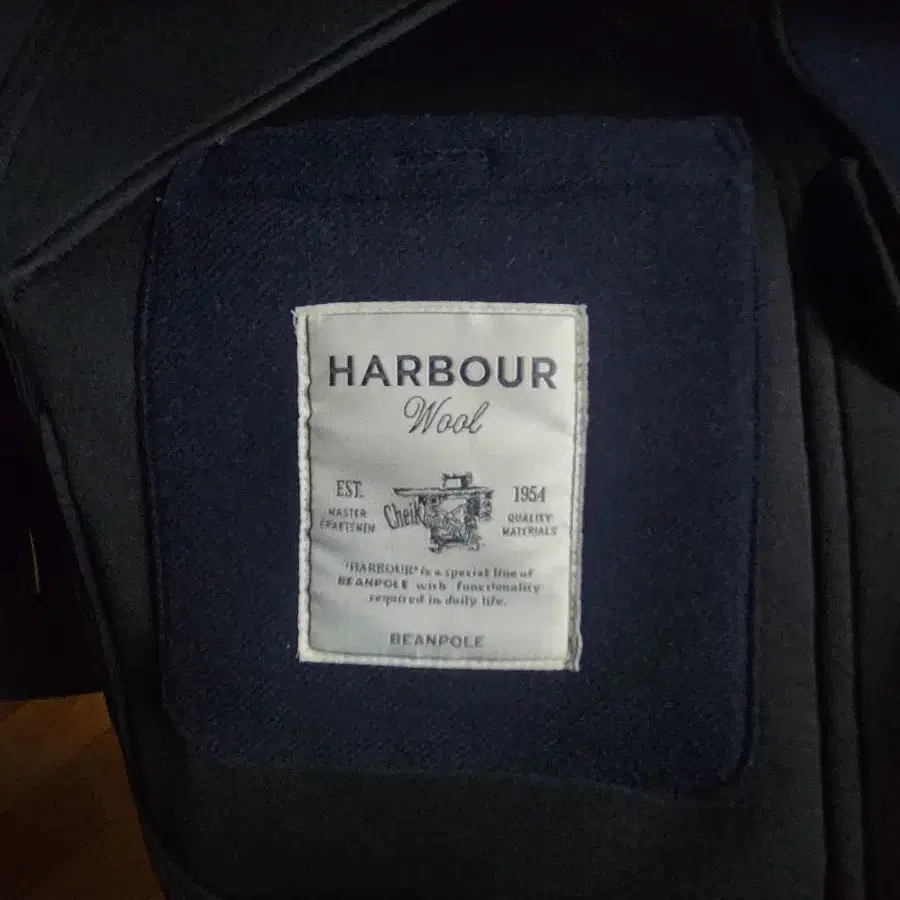 HARBOUR
Wool
EST. 1954
MASTER CRAFTSMEN
QUALITY MATERIALS
Cheil
"HARBOUR" is a special line of
BEANPOLE with functionality
required in daily life.
BEANPOLE